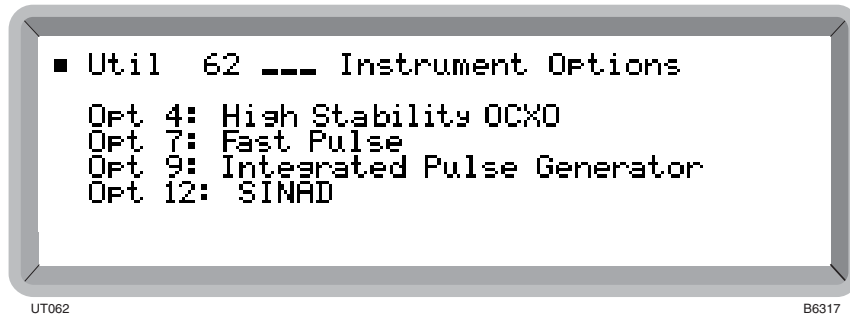 ■ Util 62 ___ Instrument Options
Opt 4: High Stability OCXO
Opt 7: Fast Pulse
Opt 9: Integrated Pulse Generator
Opt 12: SINAD
UT062 B6317